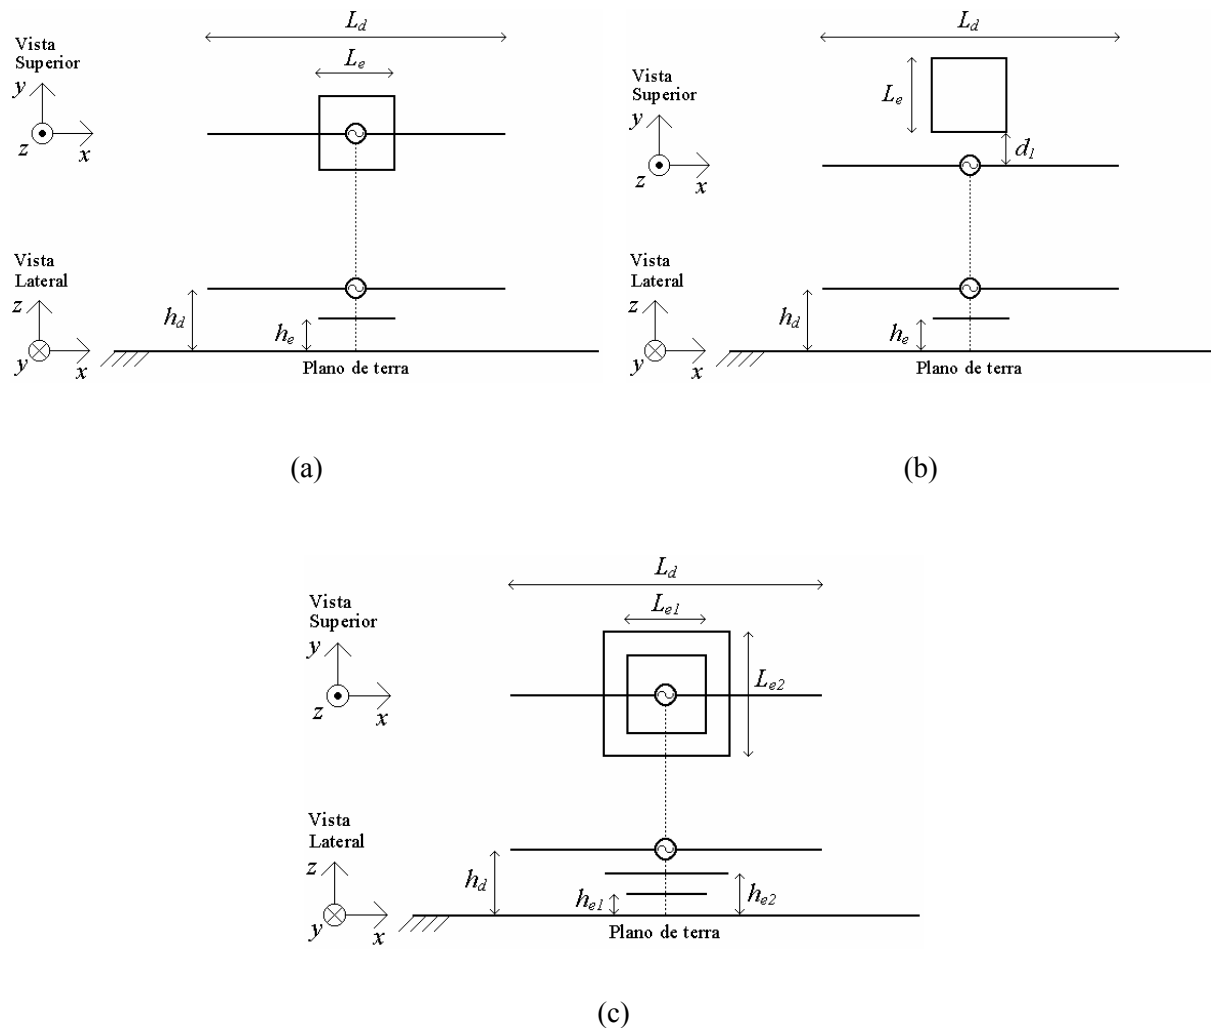 L_d
Vista
Superior
L_e
y
z
x
Vista
Lateral
z
h_d
h_e
y
x
Plano de terra
(a)
L_d
Vista
Superior
L_e
y
d_1
z
x
Vista
Lateral
z
h_d
h_e
y
x
Plano de terra
(b)
L_d
Vista
Superior
L_e1
y
L_e2
z
x
Vista
Lateral
z
h_d
h_e1
h_e2
y
x
Plano de terra
(c)